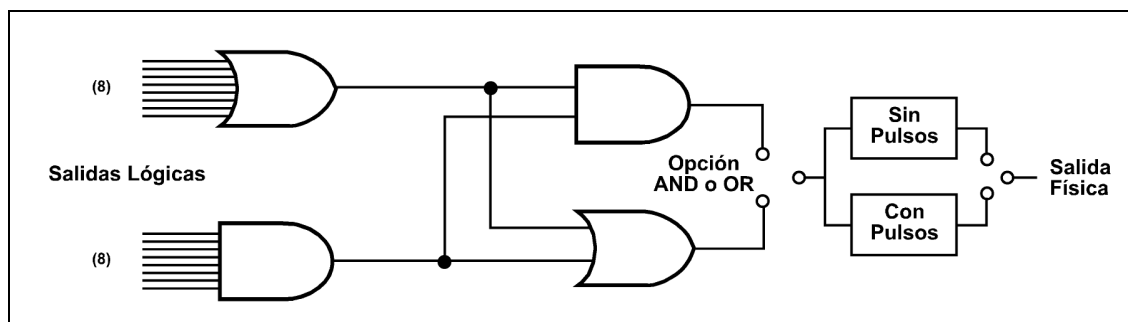 (8)
Salidas Lógicas
(8)
Opción
AND o OR
Sin
Pulsos
Con
Pulsos
Salida
Física